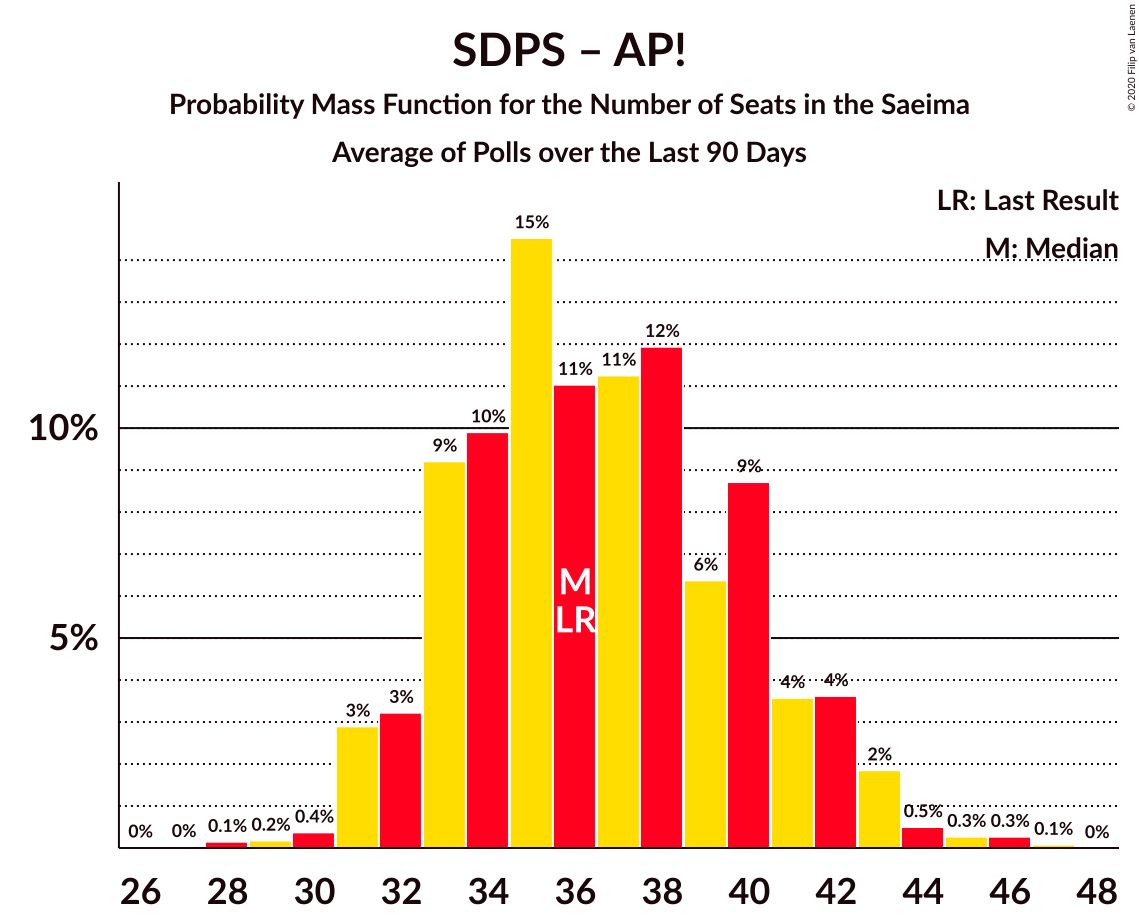 SDPS – AP!
Probability Mass Function for the Number of Seats in the Saeima
Average of Polls over the Last 90 Days
© 2020 Filip van Laenen
LR: Last Result
M: Median
10%
5%
0% 0% 0.1% 0.2% 0.4% 3% 3% 9% 10% 15% 11% 11% 12% 6% 9% 4% 4% 2% 0.5% 0.3% 0.3% 0.1% 0%
M
LR
26 28 30 32 34 36 38 40 42 44 46 48